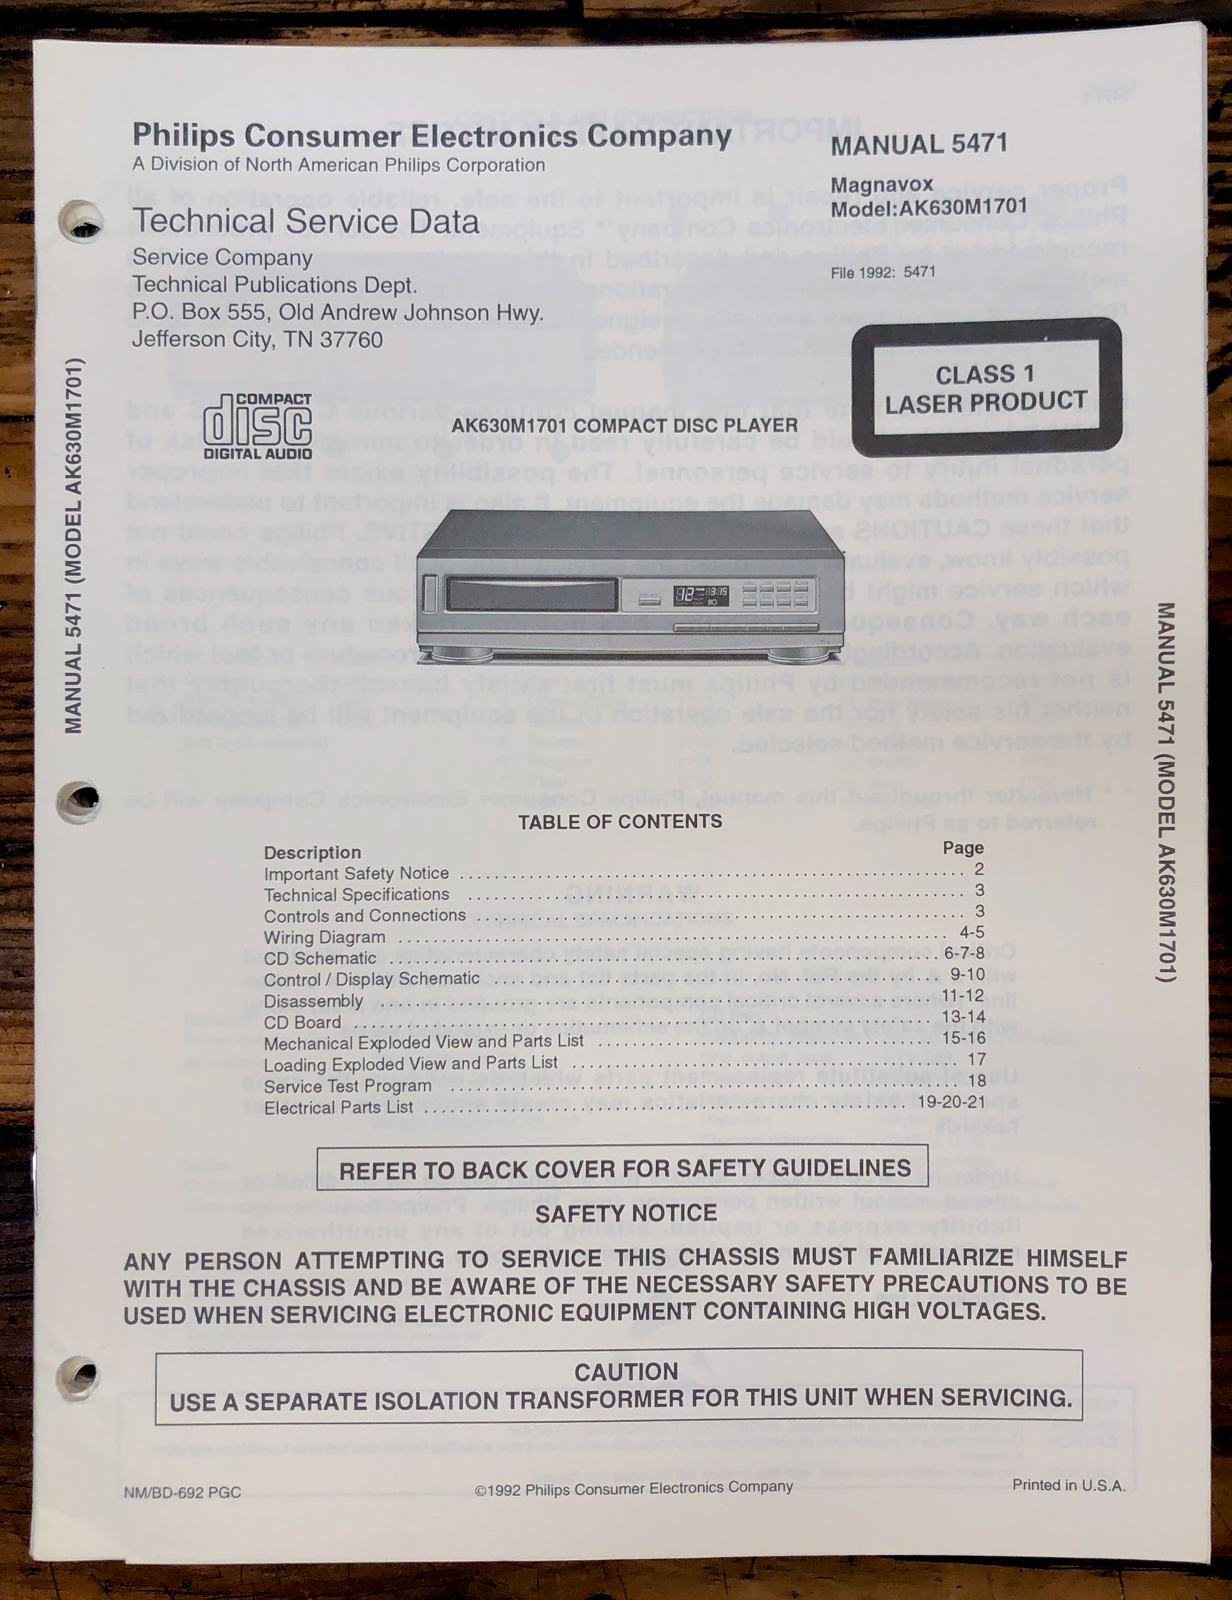 Philips Consumer Electronics Company
A Division of North American Philips Corporation
Technical Service Data
Service Company
Technical Publications Dept.
P.O. Box 555, Old Andrew Johnson Hwy.
Jefferson City, TN 37760
MANUAL 5471
Magnavox
Model:AK630M1701
File 1992: 5471
CLASS 1
LASER PRODUCT
COMPACT
disc
DIGITAL AUDIO
AK630M1701 COMPACT DISC PLAYER
MANUAL 5471 (MODEL AK630M1701)
MANUAL 5471 (MODEL AK630M1701)
TABLE OF CONTENTS
Description Page
Important Safety Notice 2
Technical Specifications 3
Controls and Connections 3
Wiring Diagram 4-5
CD Schematic 6-7-8
Control / Display Schematic 9-10
Disassembly 11-12
CD Board 13-14
Mechanical Exploded View and Parts List 15-16
Loading Exploded View and Parts List 17
Service Test Program 18
Electrical Parts List 19-20-21
REFER TO BACK COVER FOR SAFETY GUIDELINES
SAFETY NOTICE
ANY PERSON ATTEMPTING TO SERVICE THIS CHASSIS MUST FAMILIARIZE HIMSELF
WITH THE CHASSIS AND BE AWARE OF THE NECESSARY SAFETY PRECAUTIONS TO BE
USED WHEN SERVICING ELECTRONIC EQUIPMENT CONTAINING HIGH VOLTAGES.
CAUTION
USE A SEPARATE ISOLATION TRANSFORMER FOR THIS UNIT WHEN SERVICING.
NM/BD-692 PGC
©1992 Philips Consumer Electronics Company
Printed in U.S.A.